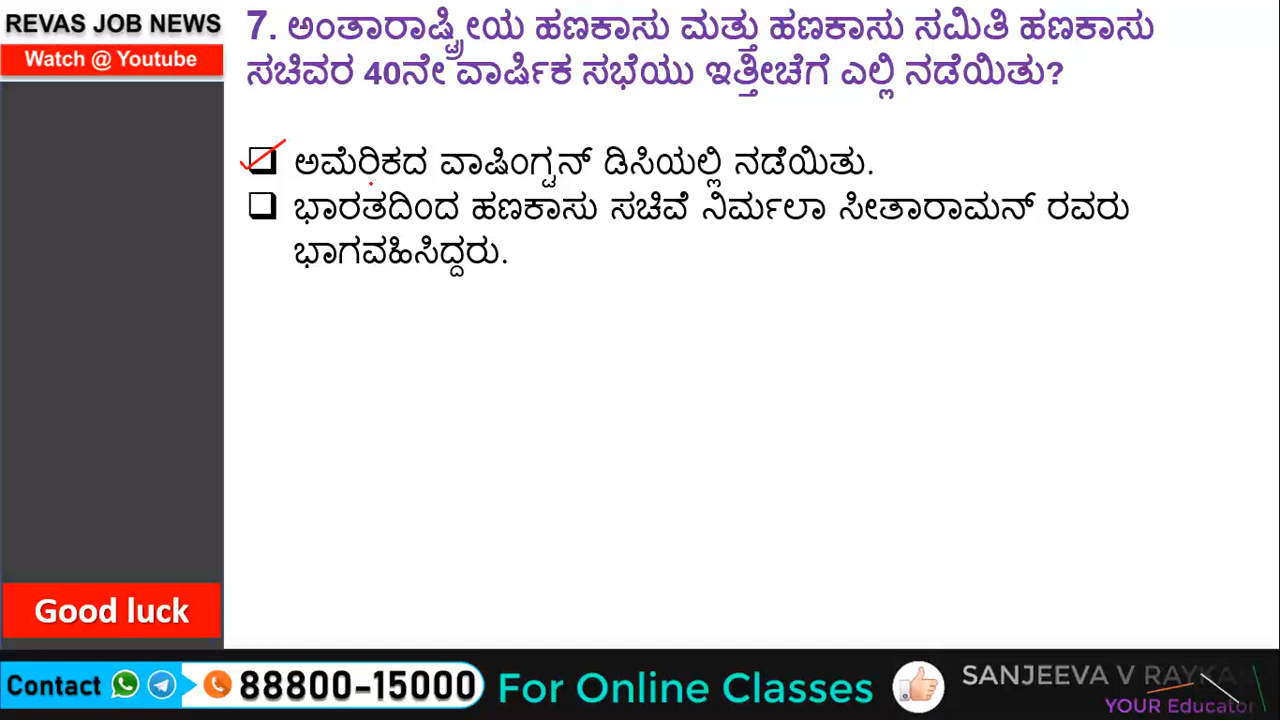 REVAS JOB NEWS
Watch @ Youtube
7. ಅಂತಾರಾಷ್ಟ್ರೀಯ ಹಣಕಾಸು ಮತ್ತು ಹಣಕಾಸು ಸಮಿತಿ ಹಣಕಾಸು
ಸಚಿವರ 40ನೇ ವಾರ್ಷಿಕ ಸಭೆಯು ಇತ್ತೀಚೆಗೆ ಎಲ್ಲಿ ನಡೆಯಿತು?
ಅಮೆರಿಕದ ವಾಷಿಂಗ್ಟನ್ ಡಿಸಿಯಲ್ಲಿ ನಡೆಯಿತು.
ಭಾರತದಿಂದ ಹಣಕಾಸು ಸಚಿವೆ ನಿರ್ಮಲಾ ಸೀತಾರಾಮನ್ ರವರು
ಭಾಗವಹಿಸಿದ್ದರು.
Good luck
Contact 88800-15000 For Online Classes
SANJEEVA V
YOUR Educator